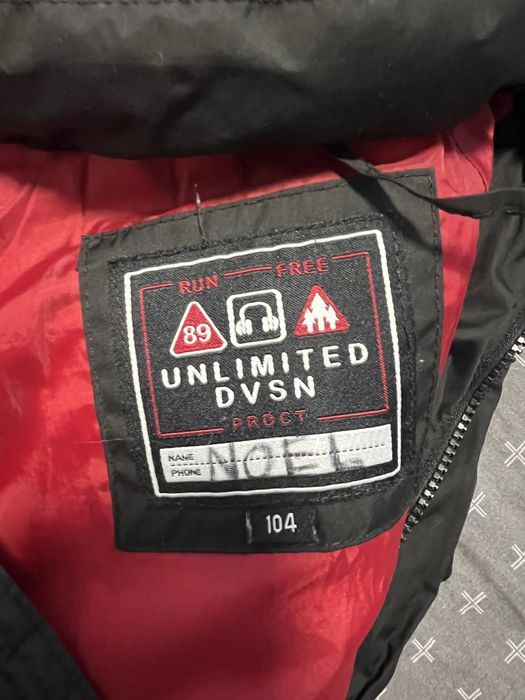 RUN FREE
89
UNLIMITED
DVSN
PRDCT
NAME NOEL
PHONE
104